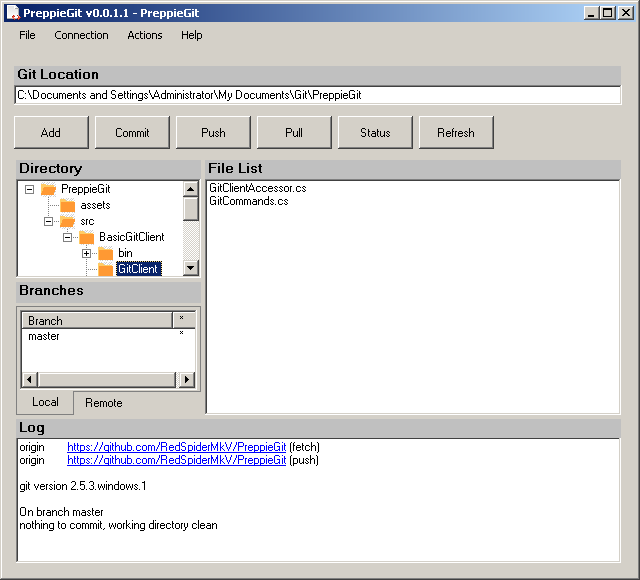 PreppieGit v0.0.1.1 - PreppieGit
File Connection Actions Help
Git Location
C:\Documents and Settings\Administrator\My Documents\Git\PreppieGit
Add Commit Push Pull Status Refresh
Directory
PreppieGit
assets
src
BasicGitClient
bin
GitClient
File List
GitClientAccessor.cs
GitCommands.cs
Branches
Branch *
master *
Local Remote
Log
origin https://github.com/RedSpiderMkV/PreppieGit (fetch)
origin https://github.com/RedSpiderMkV/PreppieGit (push)
git version 2.5.3.windows.1
On branch master
nothing to commit, working directory clean